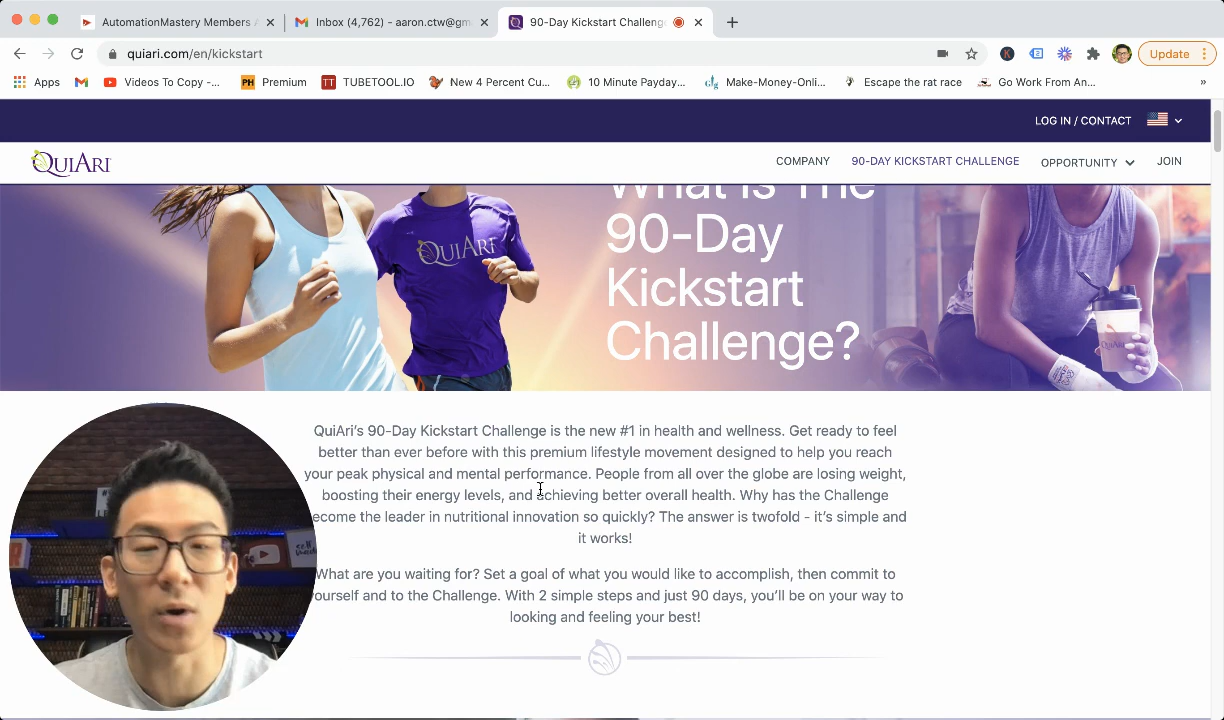 AutomationMastery Members A
Inbox (4,762) - aaron.ctw@gm
90-Day Kickstart Challenge
quiari.com/en/kickstart
Update
Apps
Videos To Copy -...
PH Premium
TT TUBETOOL.IO
New 4 Percent Cu...
10 Minute Payday...
Make-Money-Onli...
Escape the rat race
Go Work From An...
»
LOG IN / CONTACT
QUIARI
COMPANY
90-DAY KICKSTART CHALLENGE
OPPORTUNITY
JOIN
What is The
90-Day
Kickstart
Challenge?
QUIARI
QuiAri’s 90-Day Kickstart Challenge is the new #1 in health and wellness. Get ready to feel
better than ever before with this premium lifestyle movement designed to help you reach
your peak physical and mental performance. People from all over the globe are losing weight,
boosting their energy levels, and achieving better overall health. Why has the Challenge
ecome the leader in nutritional innovation so quickly? The answer is twofold - it’s simple and
it works!
What are you waiting for? Set a goal of what you would like to accomplish, then commit to
ourself and to the Challenge. With 2 simple steps and just 90 days, you’ll be on your way to
looking and feeling your best!